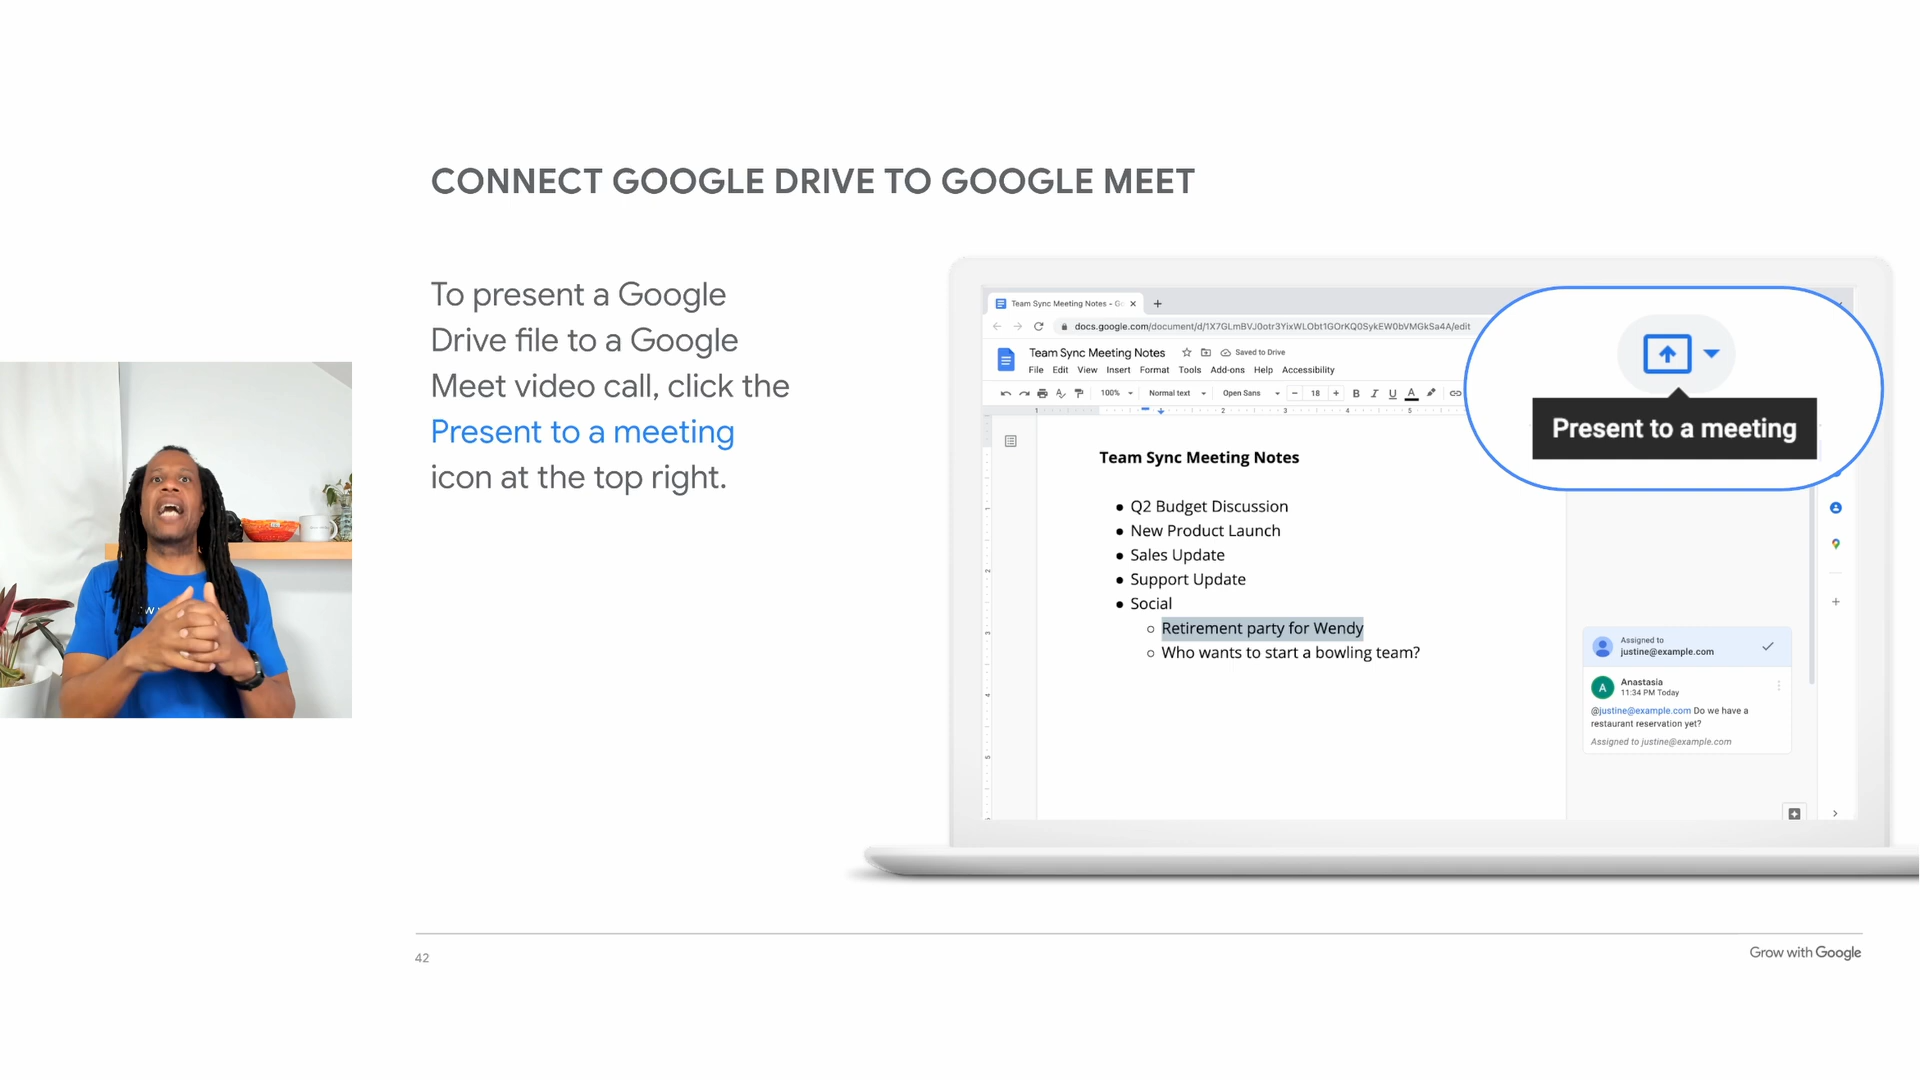 CONNECT GOOGLE DRIVE TO GOOGLE MEET
To present a Google
Drive file to a Google
Meet video call, click the
Present to a meeting
icon at the top right.
Team Sync Meeting Notes - G
docs.google.com/document/d/1X7GLmBVJ0otr3YixWLObt1GOrKQ0SykEW0bVMGkSa4A/edit
Team Sync Meeting Notes
Saved to Drive
File Edit View Insert Format Tools Add-ons Help Accessibility
100% Normal text Open Sans 18 B I U A
Present to a meeting
Team Sync Meeting Notes
● Q2 Budget Discussion
● New Product Launch
● Sales Update
● Support Update
● Social
○ Retirement party for Wendy
○ Who wants to start a bowling team?
Assigned to
justine@example.com
A Anastasia
11:34 PM Today
@justine@example.com Do we have a
restaurant reservation yet?
Assigned to justine@example.com
42
Grow with Google